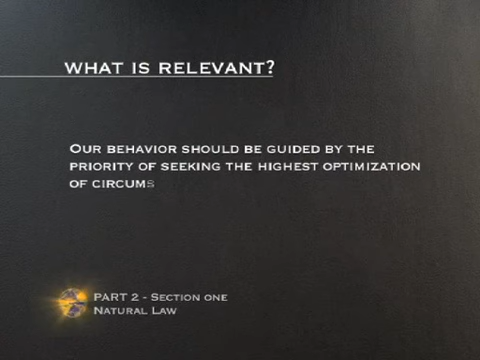 WHAT IS RELEVANT?
OUR BEHAVIOR SHOULD BE GUIDED BY THE
PRIORITY OF SEEKING THE HIGHEST OPTIMIZATION
OF CIRCUMS
PART 2 - SECTION ONE
NATURAL LAW